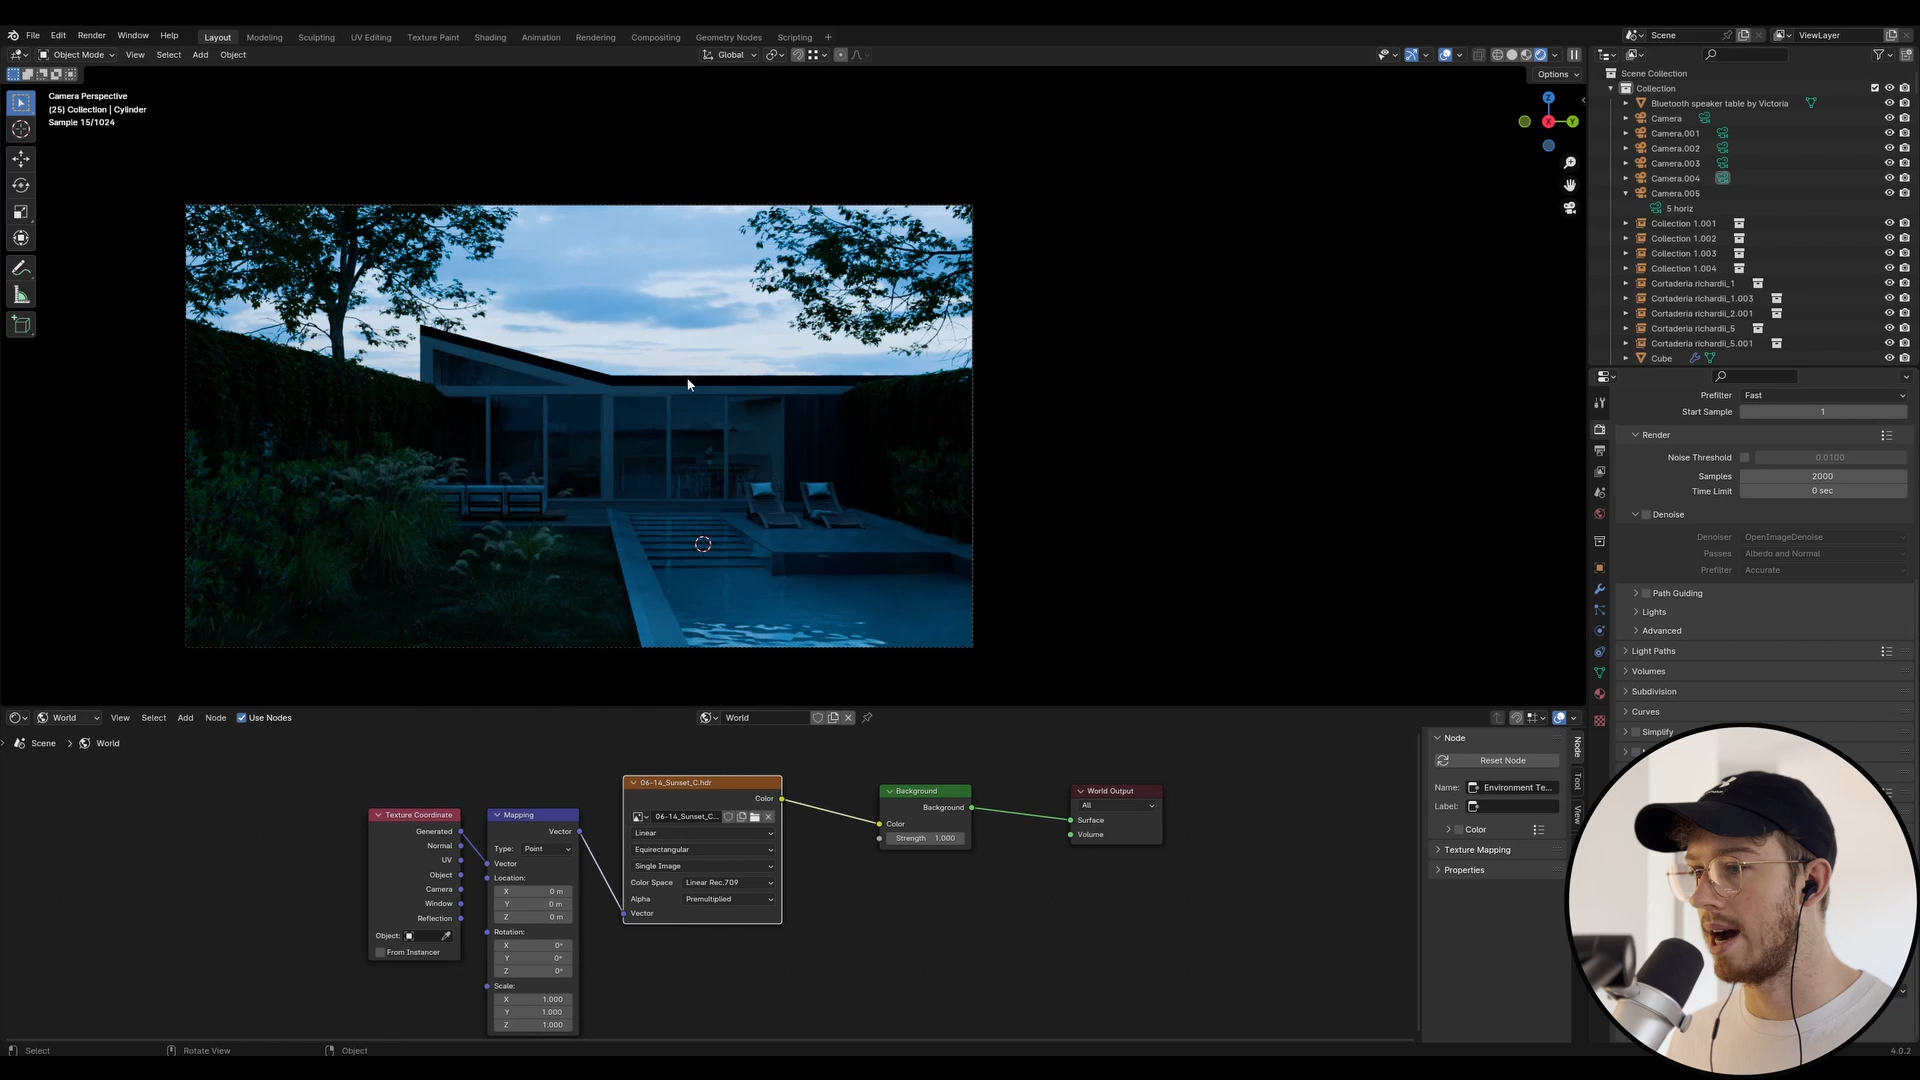 File Edit Render Window Help Layout Modeling Sculpting UV Editing Texture Paint Shading Animation Rendering Compositing Geometry Nodes Scripting + Scene ViewLayer
Object Mode View Select Add Object Global
Options
Camera Perspective
(25) Collection | Cylinder
Sample 15/1024
Z
X
Y
Scene Collection
Collection
Bluetooth speaker table by Victoria
Camera
Camera.001
Camera.002
Camera.003
Camera.004
Camera.005
5 horiz
Collection 1.001
Collection 1.002
Collection 1.003
Collection 1.004
Cortaderia richardii_1
Cortaderia richardii_1.003
Cortaderia richardii_2.001
Cortaderia richardii_5
Cortaderia richardii_5.001
Cube
Prefilter Fast
Start Sample 1
Render
Noise Threshold 0.0100
Samples 2000
Time Limit 0 sec
Denoise
Denoiser OpenImageDenoise
Passes Albedo and Normal
Prefilter Accurate
Path Guiding
Lights
Advanced
Light Paths
Volumes
Subdivision
Curves
Simplify
World View Select Add Node Use Nodes World
Scene > World
Texture Coordinate
Generated
Normal
UV
Object
Camera
Window
Reflection
Object:
From Instancer
Mapping
Vector
Type: Point
Vector
Location:
X 0 m
Y 0 m
Z 0 m
Rotation:
X 0°
Y 0°
Z 0°
Scale:
X 1.000
Y 1.000
Z 1.000
06-14_Sunset_C.hdr
Color
06-14_Sunset_C...
Linear
Equirectangular
Single Image
Color Space Linear Rec.709
Alpha Premultiplied
Vector
Background
Background
Color
Strength 1.000
World Output
All
Surface
Volume
Node
Reset Node
Name: Environment Te...
Label:
Color
Texture Mapping
Properties
Node
Tool
View
Select Rotate View Object 4.0.2